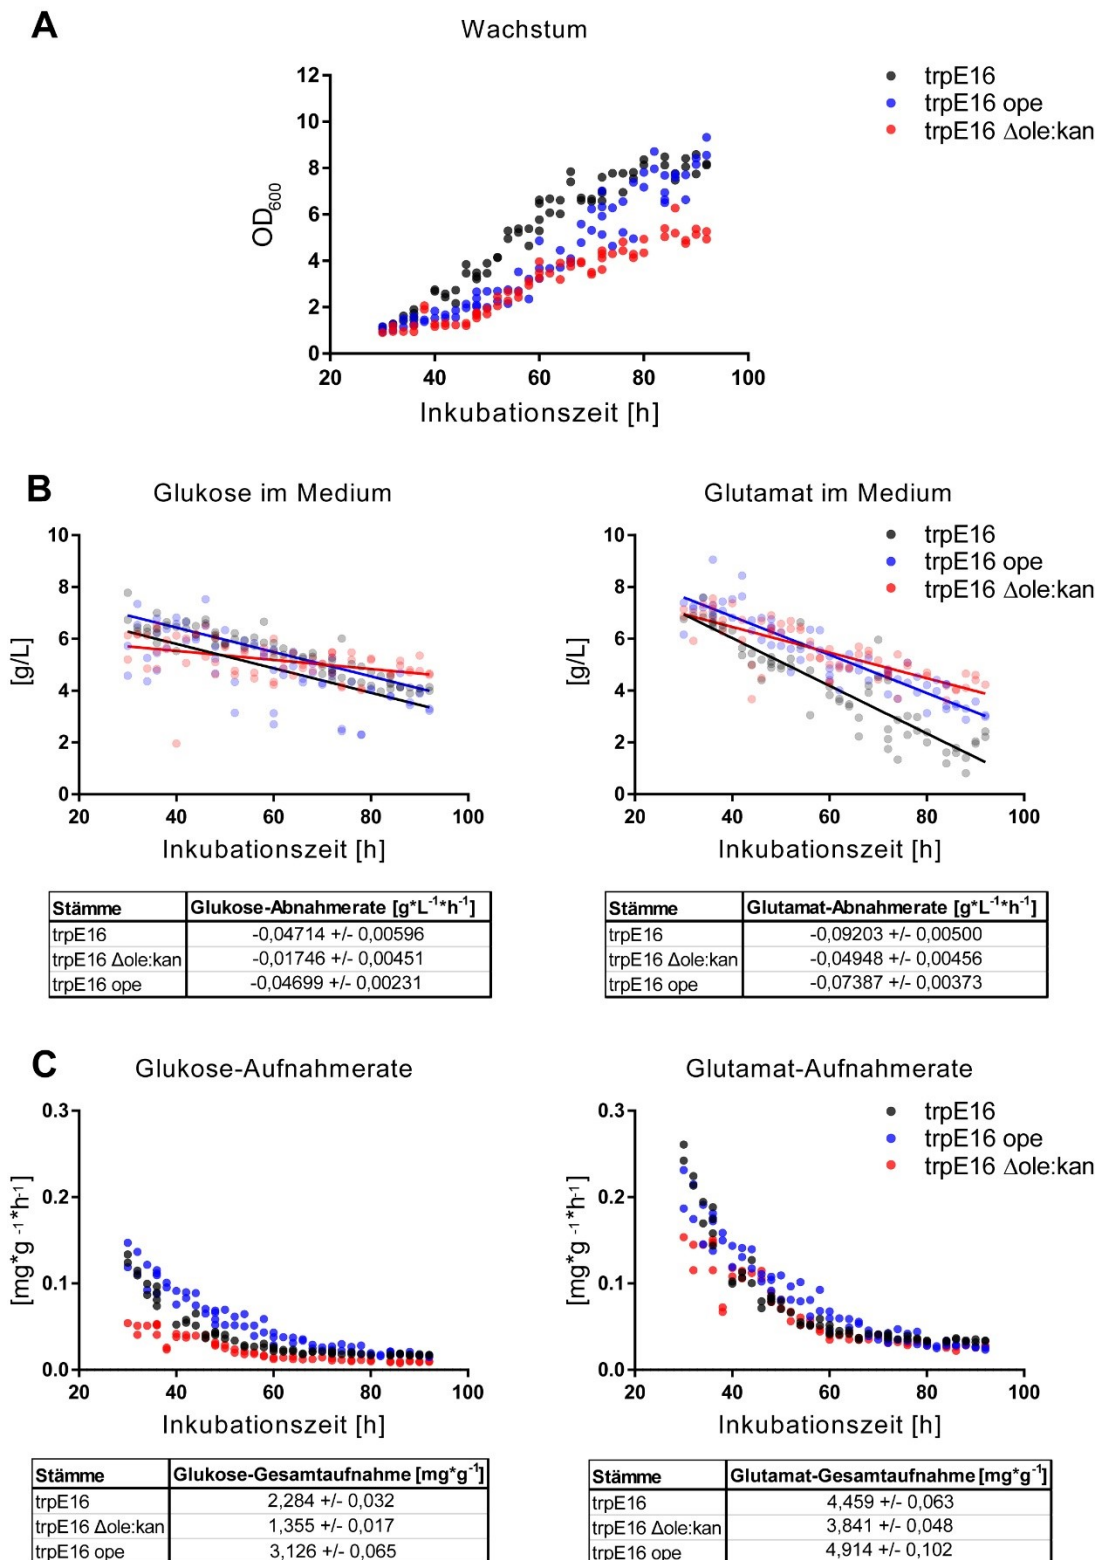 A
Wachstum
trpE16
trpE16 ope
trpE16 Δole:kan
12
10
8
6
4
2
0
OD600
20 40 60 80 100
Inkubationszeit [h]
B
Glukose im Medium
10
8
6
4
2
0
[g/L]
20 40 60 80 100
Inkubationszeit [h]
Glutamat im Medium
trpE16
trpE16 ope
trpE16 Δole:kan
10
8
6
4
2
0
[g/L]
20 40 60 80 100
Inkubationszeit [h]
Stämme Glukose-Abnahmerate [g*L-1*h-1]
trpE16 -0,04714 +/- 0,00596
trpE16 Δole:kan -0,01746 +/- 0,00451
trpE16 ope -0,04699 +/- 0,00231
Stämme Glutamat-Abnahmerate [g*L-1*h-1]
trpE16 -0,09203 +/- 0,00500
trpE16 Δole:kan -0,04948 +/- 0,00456
trpE16 ope -0,07387 +/- 0,00373
C
Glukose-Aufnahmerate
0.3
0.2
0.1
0.0
[mg*g-1*h-1]
20 40 60 80 100
Inkubationszeit [h]
Glutamat-Aufnahmerate
trpE16
trpE16 ope
trpE16 Δole:kan
0.3
0.2
0.1
0.0
[mg*g-1*h-1]
20 40 60 80 100
Inkubationszeit [h]
Stämme Glukose-Gesamtaufnahme [mg*g-1]
trpE16 2,284 +/- 0,032
trpE16 Δole:kan 1,355 +/- 0,017
trpE16 ope 3,126 +/- 0,065
Stämme Glutamat-Gesamtaufnahme [mg*g-1]
trpE16 4,459 +/- 0,063
trpE16 Δole:kan 3,841 +/- 0,048
trpE16 ope 4,914 +/- 0,102